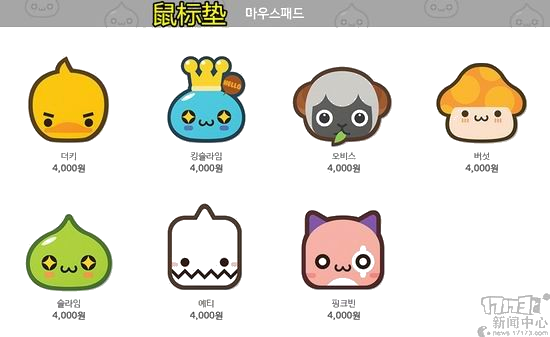 鼠标垫 마우스패드
HELLO
더키
4,000원
킹슬라임
4,000원
오비스
4,000원
버섯
4,000원
슬라임
4,000원
예티
4,000원
핑크빈
4,000원
17173
新闻中心
news.17173.com